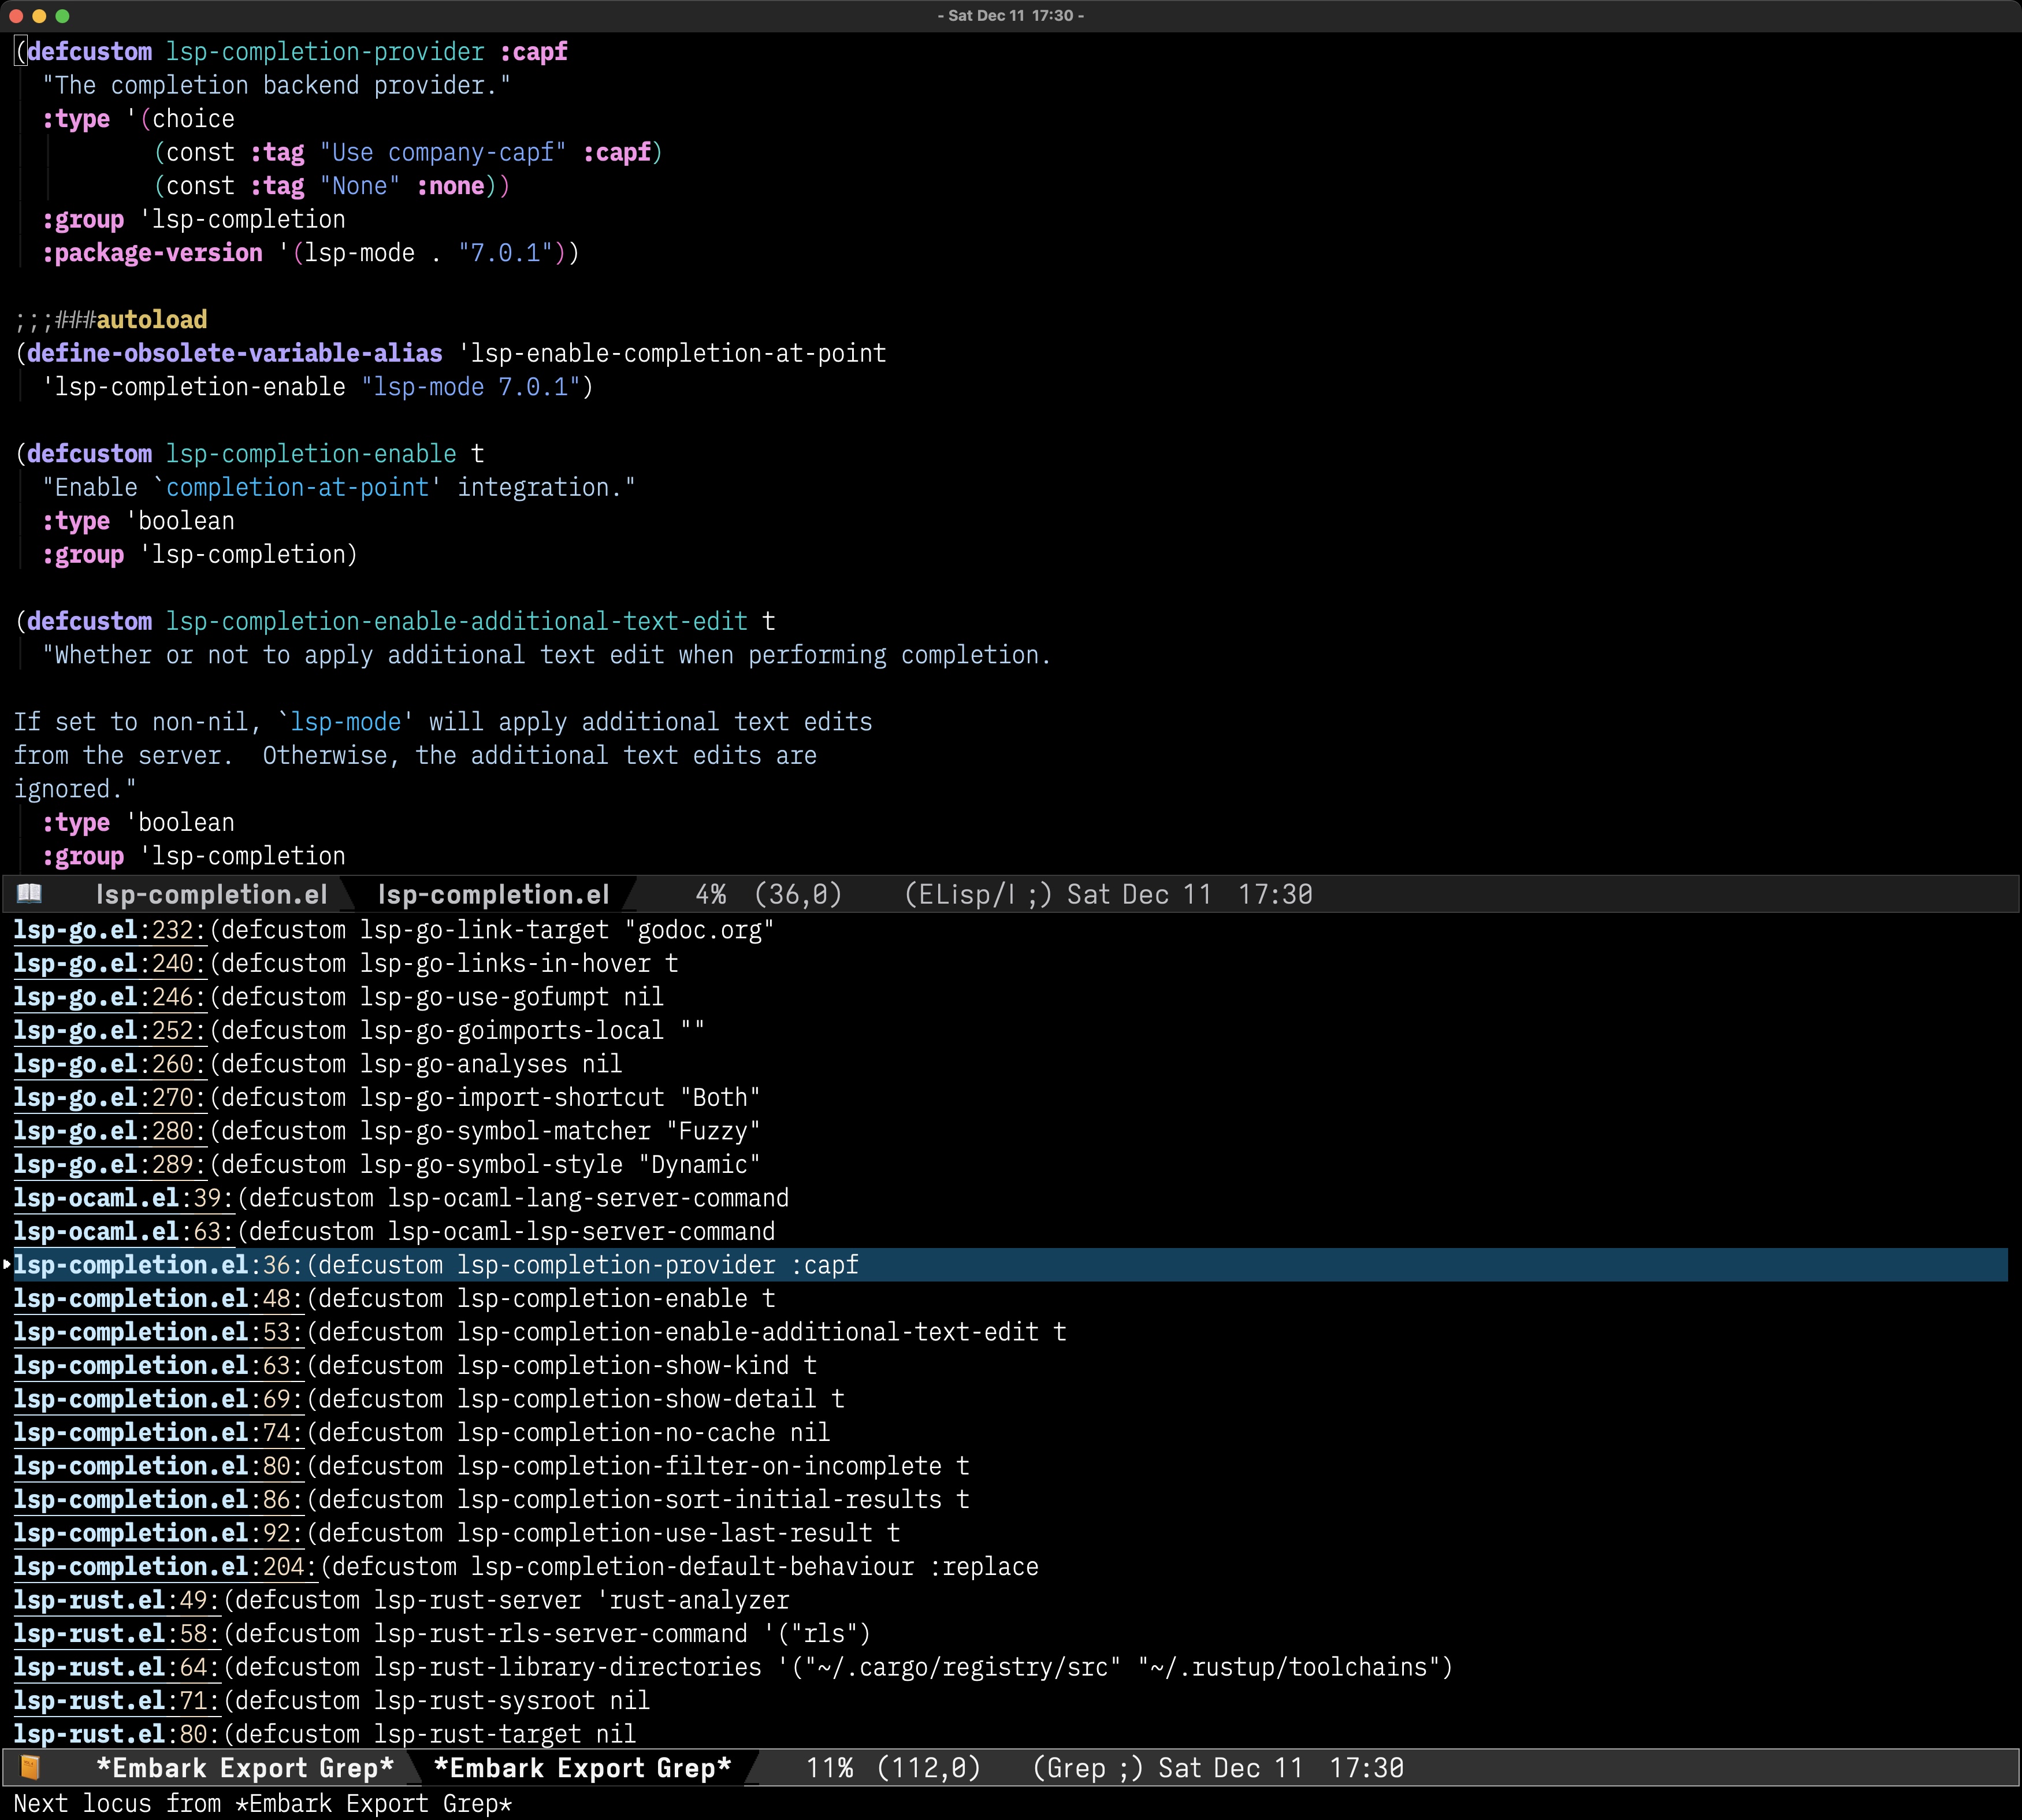 - Sat Dec 11 17:30 -
(defcustom lsp-completion-provider :capf
  "The completion backend provider."
  :type '(choice
          (const :tag "Use company-capf" :capf)
          (const :tag "None" :none))
  :group 'lsp-completion
  :package-version '(lsp-mode . "7.0.1"))
;;;###autoload
(define-obsolete-variable-alias 'lsp-enable-completion-at-point
  'lsp-completion-enable "lsp-mode 7.0.1")
(defcustom lsp-completion-enable t
  "Enable `completion-at-point' integration."
  :type 'boolean
  :group 'lsp-completion)
(defcustom lsp-completion-enable-additional-text-edit t
  "Whether or not to apply additional text edit when performing completion.
If set to non-nil, `lsp-mode' will apply additional text edits
from the server.  Otherwise, the additional text edits are
ignored."
  :type 'boolean
  :group 'lsp-completion
lsp-completion.el lsp-completion.el 4% (36,0) (ELisp/l ;) Sat Dec 11 17:30
lsp-go.el:232:(defcustom lsp-go-link-target "godoc.org"
lsp-go.el:240:(defcustom lsp-go-links-in-hover t
lsp-go.el:246:(defcustom lsp-go-use-gofumpt nil
lsp-go.el:252:(defcustom lsp-go-goimports-local ""
lsp-go.el:260:(defcustom lsp-go-analyses nil
lsp-go.el:270:(defcustom lsp-go-import-shortcut "Both"
lsp-go.el:280:(defcustom lsp-go-symbol-matcher "Fuzzy"
lsp-go.el:289:(defcustom lsp-go-symbol-style "Dynamic"
lsp-ocaml.el:39:(defcustom lsp-ocaml-lang-server-command
lsp-ocaml.el:63:(defcustom lsp-ocaml-lsp-server-command
lsp-completion.el:36:(defcustom lsp-completion-provider :capf
lsp-completion.el:48:(defcustom lsp-completion-enable t
lsp-completion.el:53:(defcustom lsp-completion-enable-additional-text-edit t
lsp-completion.el:63:(defcustom lsp-completion-show-kind t
lsp-completion.el:69:(defcustom lsp-completion-show-detail t
lsp-completion.el:74:(defcustom lsp-completion-no-cache nil
lsp-completion.el:80:(defcustom lsp-completion-filter-on-incomplete t
lsp-completion.el:86:(defcustom lsp-completion-sort-initial-results t
lsp-completion.el:92:(defcustom lsp-completion-use-last-result t
lsp-completion.el:204:(defcustom lsp-completion-default-behaviour :replace
lsp-rust.el:49:(defcustom lsp-rust-server 'rust-analyzer
lsp-rust.el:58:(defcustom lsp-rust-rls-server-command '("rls")
lsp-rust.el:64:(defcustom lsp-rust-library-directories '("~/.cargo/registry/src" "~/.rustup/toolchains")
lsp-rust.el:71:(defcustom lsp-rust-sysroot nil
lsp-rust.el:80:(defcustom lsp-rust-target nil
*Embark Export Grep* *Embark Export Grep* 11% (112,0) (Grep ;) Sat Dec 11 17:30
Next locus from *Embark Export Grep*